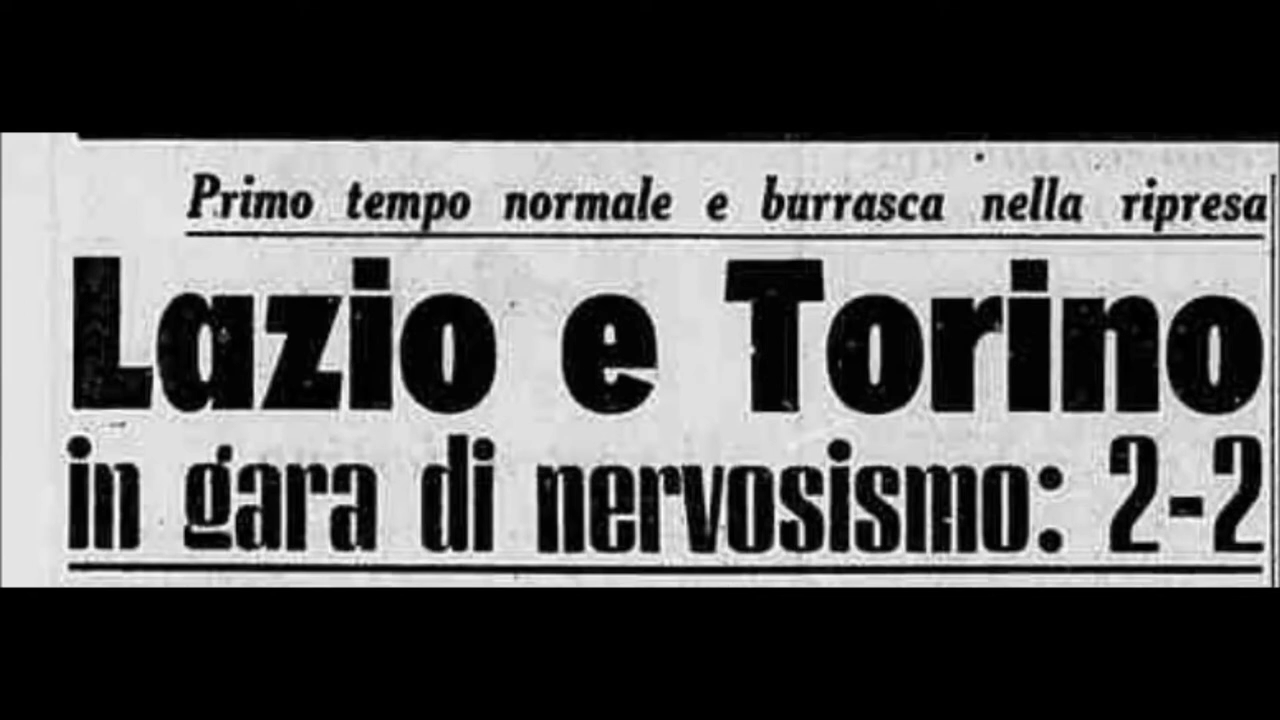 Primo tempo normale e burrasca nella ripresa
Lazio e Torino
in gara di nervosismo: 2-2